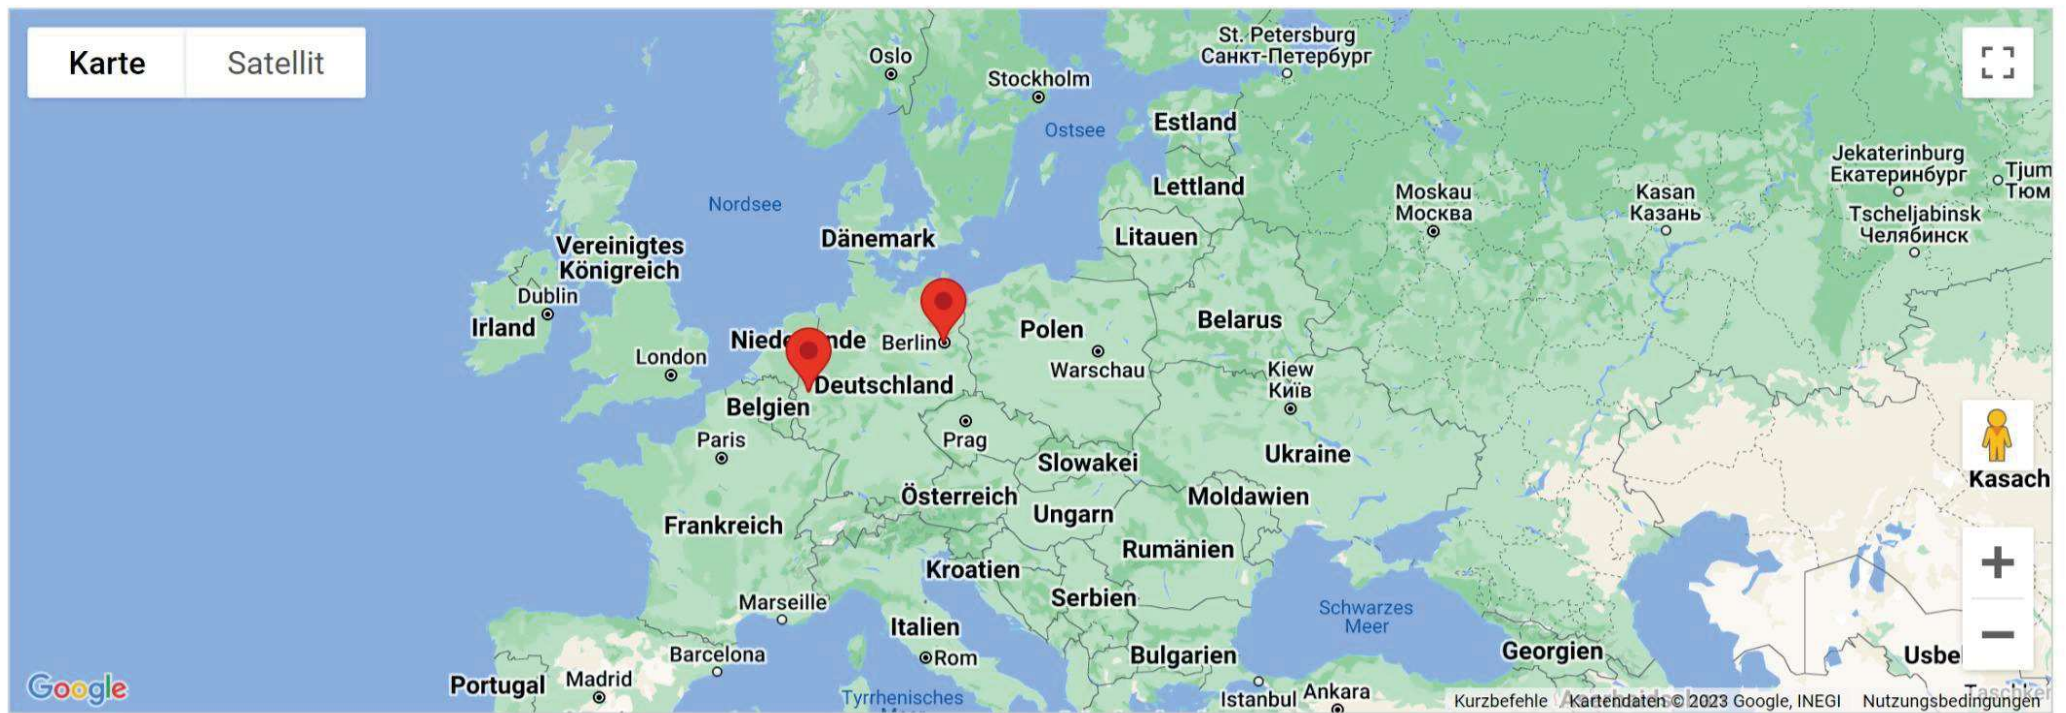 Karte
Satellit
Oslo
Stockholm
St. Petersburg
Санкт-Петербург
Ostsee
Estland
Lettland
Litauen
Moskau
Москва
Kasan
Казань
Jekaterinburg
Екатеринбург
Tjum
Тюм
Tscheljabinsk
Челябинск
Nordsee
Dänemark
Vereinigtes
Königreich
Dublin
Irland
London
Berlin
Polen
Warschau
Belarus
Kiew
Київ
Deutschland
Belgien
Paris
Prag
Slowakei
Ukraine
Kasach
Österreich
Ungarn
Moldawien
Frankreich
Rumänien
Kroatien
Serbien
Marseille
Italien
Schwarzes
Meer
Georgien
Usbe
Barcelona
Rom
Bulgarien
Portugal
Madrid
Tyrrhenisches
Istanbul
Ankara
Google
Kurzbefehle
Kartendaten © 2023 Google, INEGI
Nutzungsbedingungen